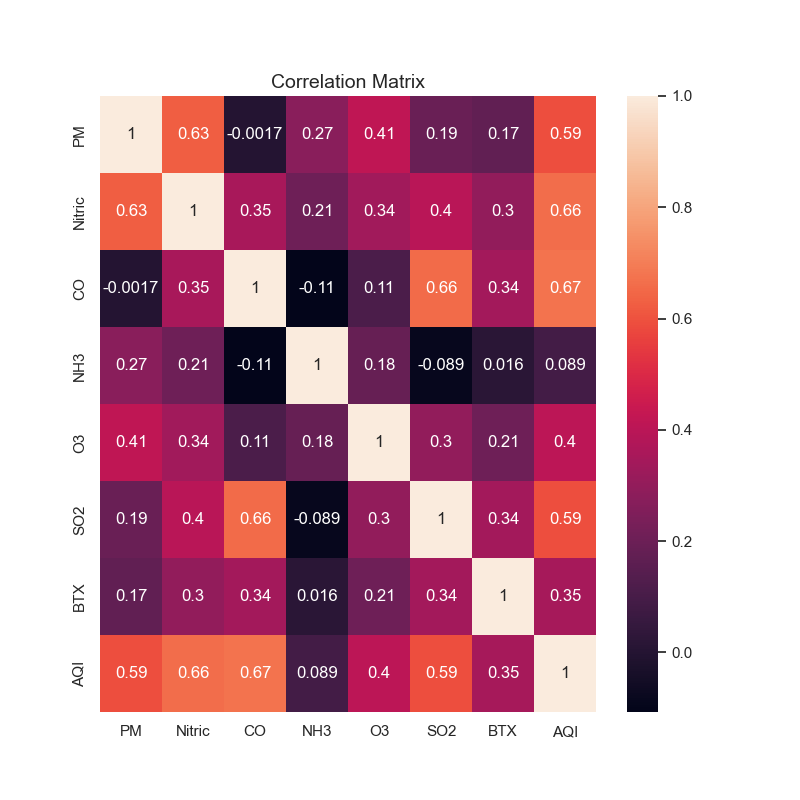 Correlation Matrix
PM 1 0.63 -0.0017 0.27 0.41 0.19 0.17 0.59
Nitric 0.63 1 0.35 0.21 0.34 0.4 0.3 0.66
CO -0.0017 0.35 1 -0.11 0.11 0.66 0.34 0.67
NH3 0.27 0.21 -0.11 1 0.18 -0.089 0.016 0.089
O3 0.41 0.34 0.11 0.18 1 0.3 0.21 0.4
SO2 0.19 0.4 0.66 -0.089 0.3 1 0.34 0.59
BTX 0.17 0.3 0.34 0.016 0.21 0.34 1 0.35
AQI 0.59 0.66 0.67 0.089 0.4 0.59 0.35 1
PM Nitric CO NH3 O3 SO2 BTX AQI
1.0
0.8
0.6
0.4
0.2
0.0